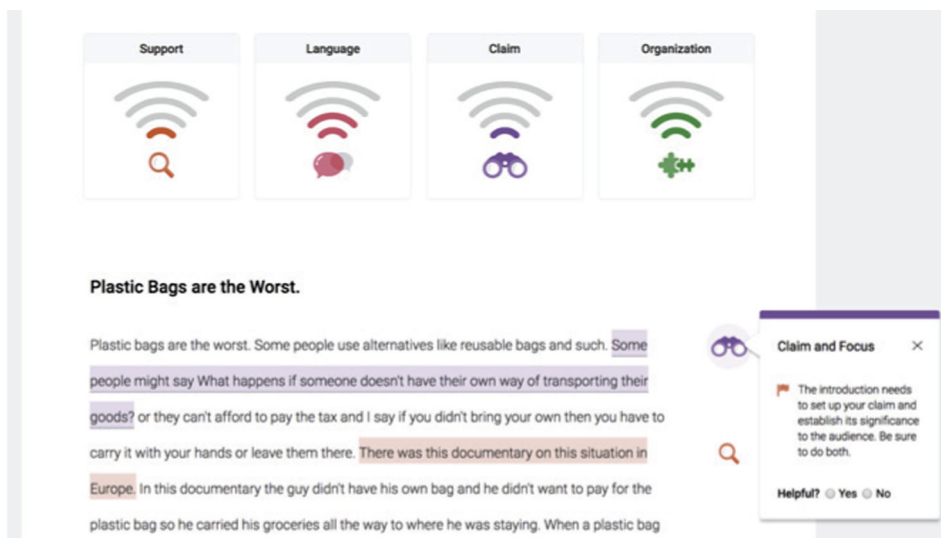 Support
Language
Claim
Organization
Plastic Bags are the Worst.
Plastic bags are the worst. Some people use alternatives like reusable bags and such. Some
people might say What happens if someone doesn't have their own way of transporting their
goods? or they can't afford to pay the tax and I say if you didn't bring your own then you have to
carry it with your hands or leave them there. There was this documentary on this situation in
Europe. In this documentary the guy didn't have his own bag and he didn't want to pay for the
plastic bag so he carried his groceries all the way to where he was staying. When a plastic bag
Claim and Focus
The introduction needs
to set up your claim and
establish its significance
to the audience. Be sure
to do both.
Helpful? Yes No